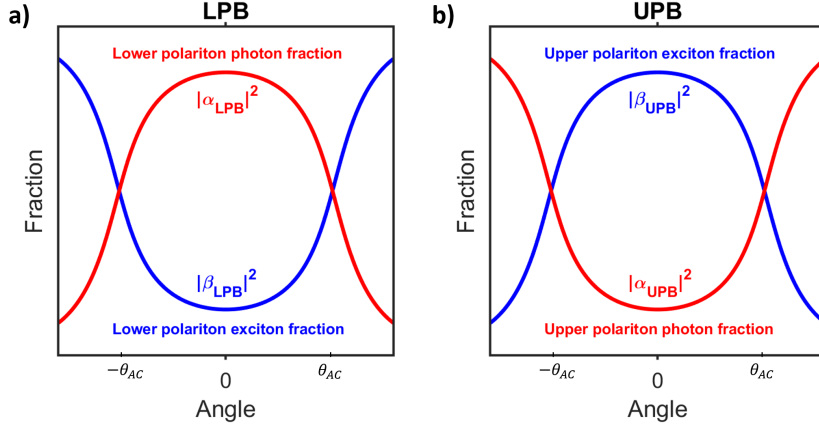 a)
LPB
Lower polariton photon fraction
|α_LPB|²
|β_LPB|²
Lower polariton exciton fraction
Fraction
−θ_AC
0
θ_AC
Angle
b)
UPB
Upper polariton exciton fraction
|β_UPB|²
|α_UPB|²
Upper polariton photon fraction
Fraction
−θ_AC
0
θ_AC
Angle